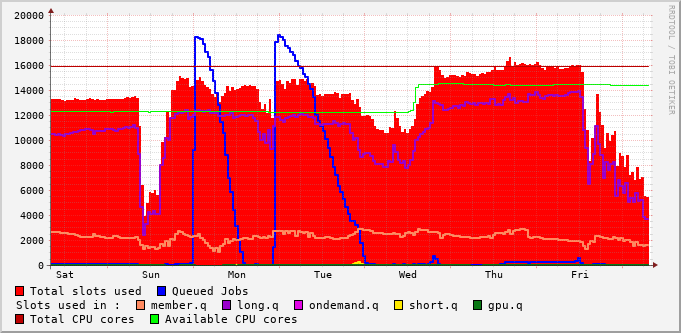 20000
18000
16000
14000
12000
10000
8000
6000
4000
2000
0
Sat Sun Mon Tue Wed Thu Fri
Total slots used Queued Jobs
Slots used in : member.q long.q ondemand.q short.q gpu.q
Total CPU cores Available CPU cores
RRDTOOL / TOBI OETIKER